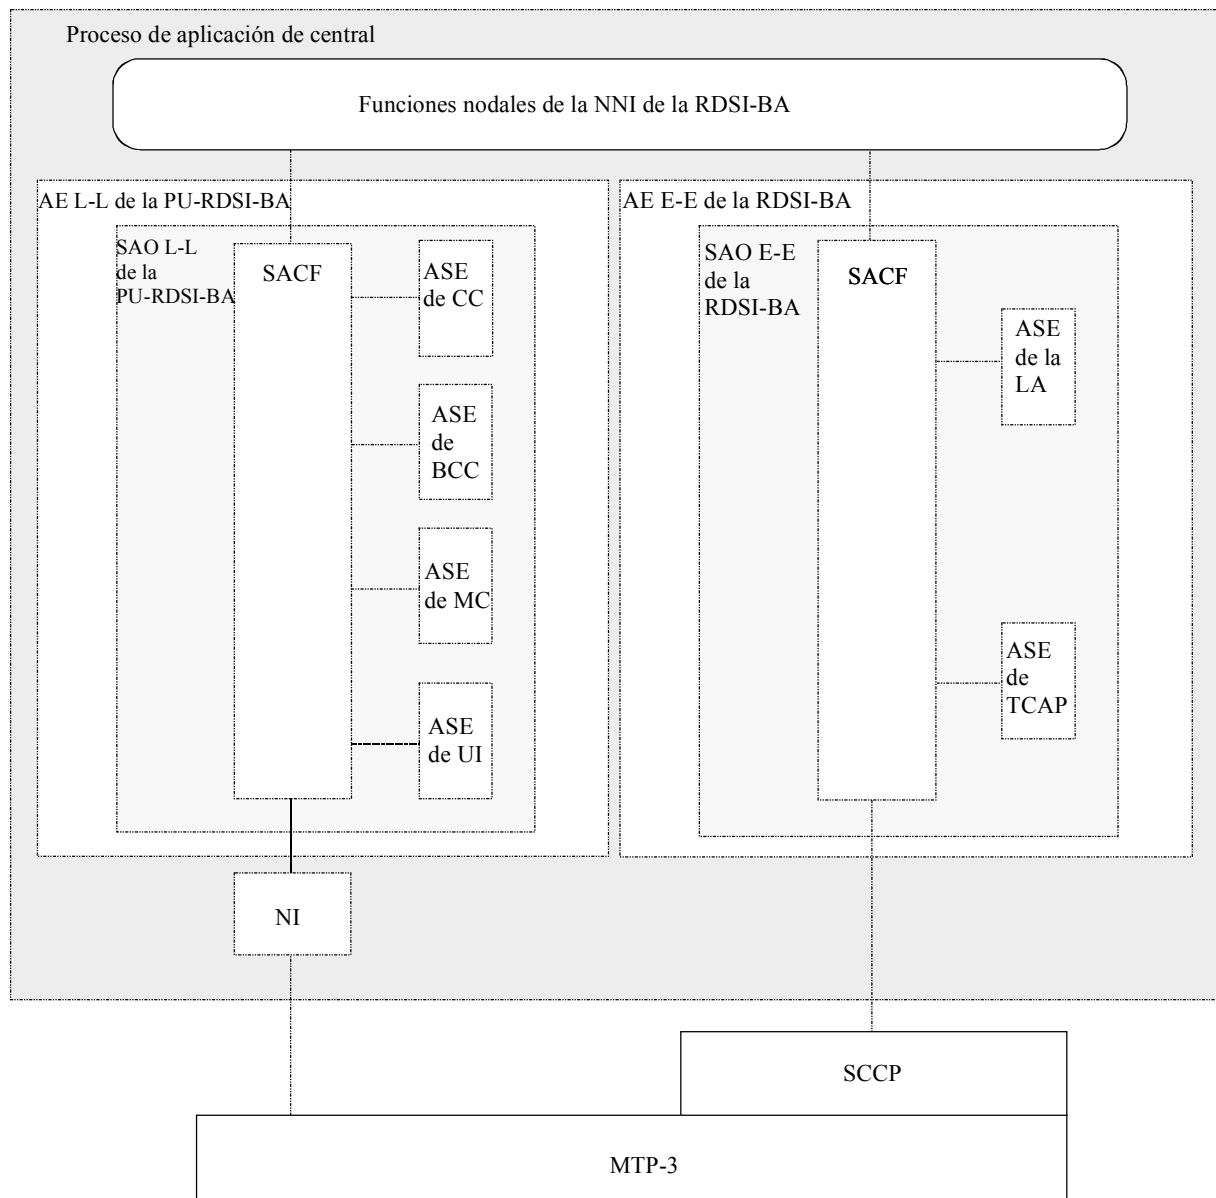 Proceso de aplicación de central
Funciones nodales de la NNI de la RDSI-BA
AE L-L de la PU-RDSI-BA
SAO L-L
de la
PU-RDSI-BA
SACF
ASE
de CC
ASE
de
BCC
ASE
de MC
ASE
de UI
NI
AE E-E de la RDSI-BA
SAO E-E
de la
RDSI-BA
SACF
ASE
de la
LA
ASE
de
TCAP
SCCP
MTP-3